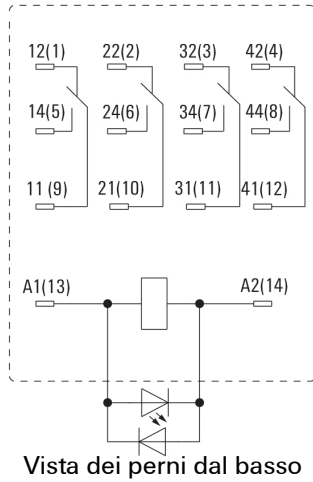 12(1) 22(2) 32(3) 42(4)
14(5) 24(6) 34(7) 44(8)
11 (9) 21(10) 31(11) 41(12)
A1(13) A2(14)
Vista dei perni dal basso